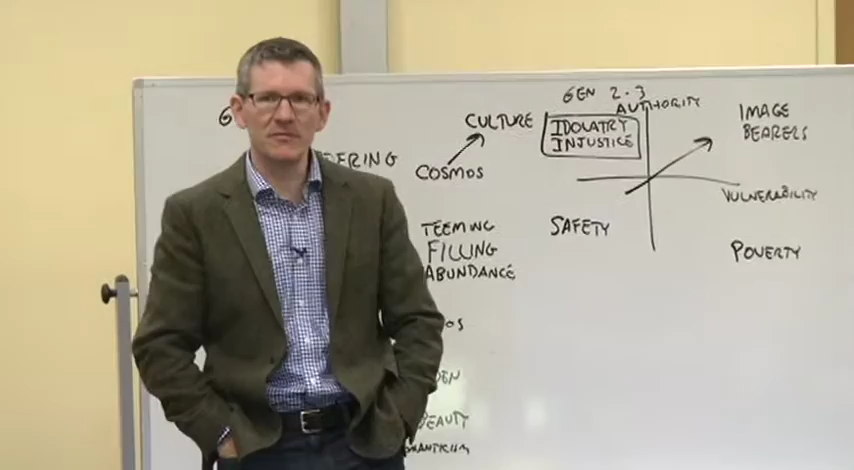 GEN 2-3
AUTHORITY
CULTURE
IDOLATRY
INJUSTICE
IMAGE
BEARERS
COSMOS
VULNERABILITY
TEEMING
FILLING
ABUNDANCE
SAFETY
POVERTY